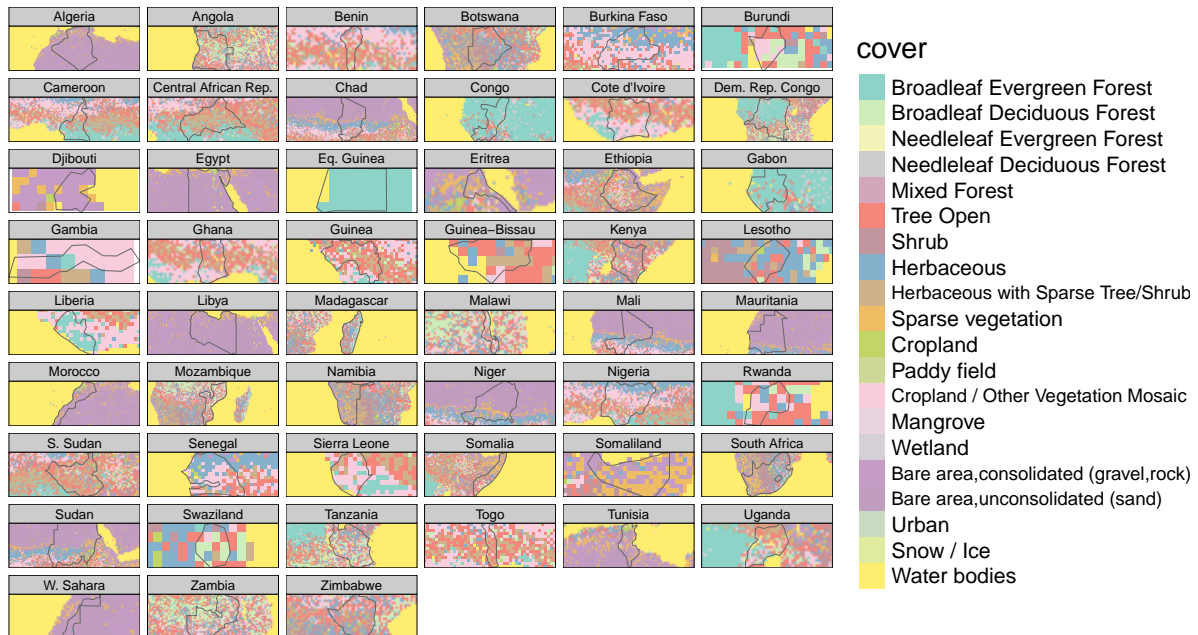 Algeria Angola Benin Botswana Burkina Faso Burundi
Cameroon Central African Rep. Chad Congo Cote d'Ivoire Dem. Rep. Congo
Djibouti Egypt Eq. Guinea Eritrea Ethiopia Gabon
Gambia Ghana Guinea Guinea−Bissau Kenya Lesotho
Liberia Libya Madagascar Malawi Mali Mauritania
Morocco Mozambique Namibia Niger Nigeria Rwanda
S. Sudan Senegal Sierra Leone Somalia Somaliland South Africa
Sudan Swaziland Tanzania Togo Tunisia Uganda
W. Sahara Zambia Zimbabwe
cover
Broadleaf Evergreen Forest
Broadleaf Deciduous Forest
Needleleaf Evergreen Forest
Needleleaf Deciduous Forest
Mixed Forest
Tree Open
Shrub
Herbaceous
Herbaceous with Sparse Tree/Shrub
Sparse vegetation
Cropland
Paddy field
Cropland / Other Vegetation Mosaic
Mangrove
Wetland
Bare area,consolidated (gravel,rock)
Bare area,unconsolidated (sand)
Urban
Snow / Ice
Water bodies